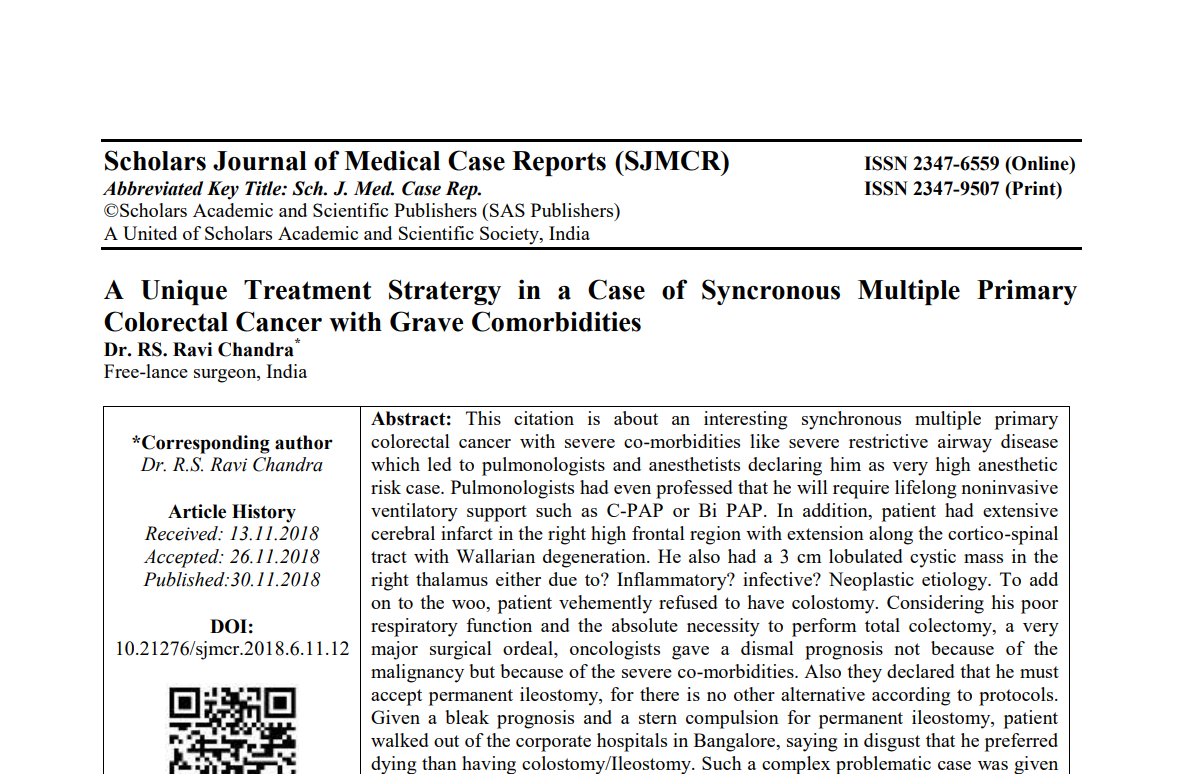 Scholars Journal of Medical Case Reports (SJMCR)
ISSN 2347-6559 (Online)
Abbreviated Key Title: Sch. J. Med. Case Rep.
ISSN 2347-9507 (Print)
©Scholars Academic and Scientific Publishers (SAS Publishers)
A United of Scholars Academic and Scientific Society, India
A Unique Treatment Stratergy in a Case of Syncronous Multiple Primary
Colorectal Cancer with Grave Comorbidities
Dr. RS. Ravi Chandra*
Free-lance surgeon, India
*Corresponding author
Dr. R.S. Ravi Chandra
Article History
Received: 13.11.2018
Accepted: 26.11.2018
Published:30.11.2018
DOI:
10.21276/sjmcr.2018.6.11.12
Abstract: This citation is about an interesting synchronous multiple primary
colorectal cancer with severe co-morbidities like severe restrictive airway disease
which led to pulmonologists and anesthetists declaring him as very high anesthetic
risk case. Pulmonologists had even professed that he will require lifelong noninvasive
ventilatory support such as C-PAP or Bi PAP. In addition, patient had extensive
cerebral infarct in the right high frontal region with extension along the cortico-spinal
tract with Wallarian degeneration. He also had a 3 cm lobulated cystic mass in the
right thalamus either due to? Inflammatory? infective? Neoplastic etiology. To add
on to the woo, patient vehemently refused to have colostomy. Considering his poor
respiratory function and the absolute necessity to perform total colectomy, a very
major surgical ordeal, oncologists gave a dismal prognosis not because of the
malignancy but because of the severe co-morbidities. Also they declared that he must
accept permanent ileostomy, for there is no other alternative according to protocols.
Given a bleak prognosis and a stern compulsion for permanent ileostomy, patient
walked out of the corporate hospitals in Bangalore, saying in disgust that he preferred
dying than having colostomy/Ileostomy. Such a complex problematic case was given